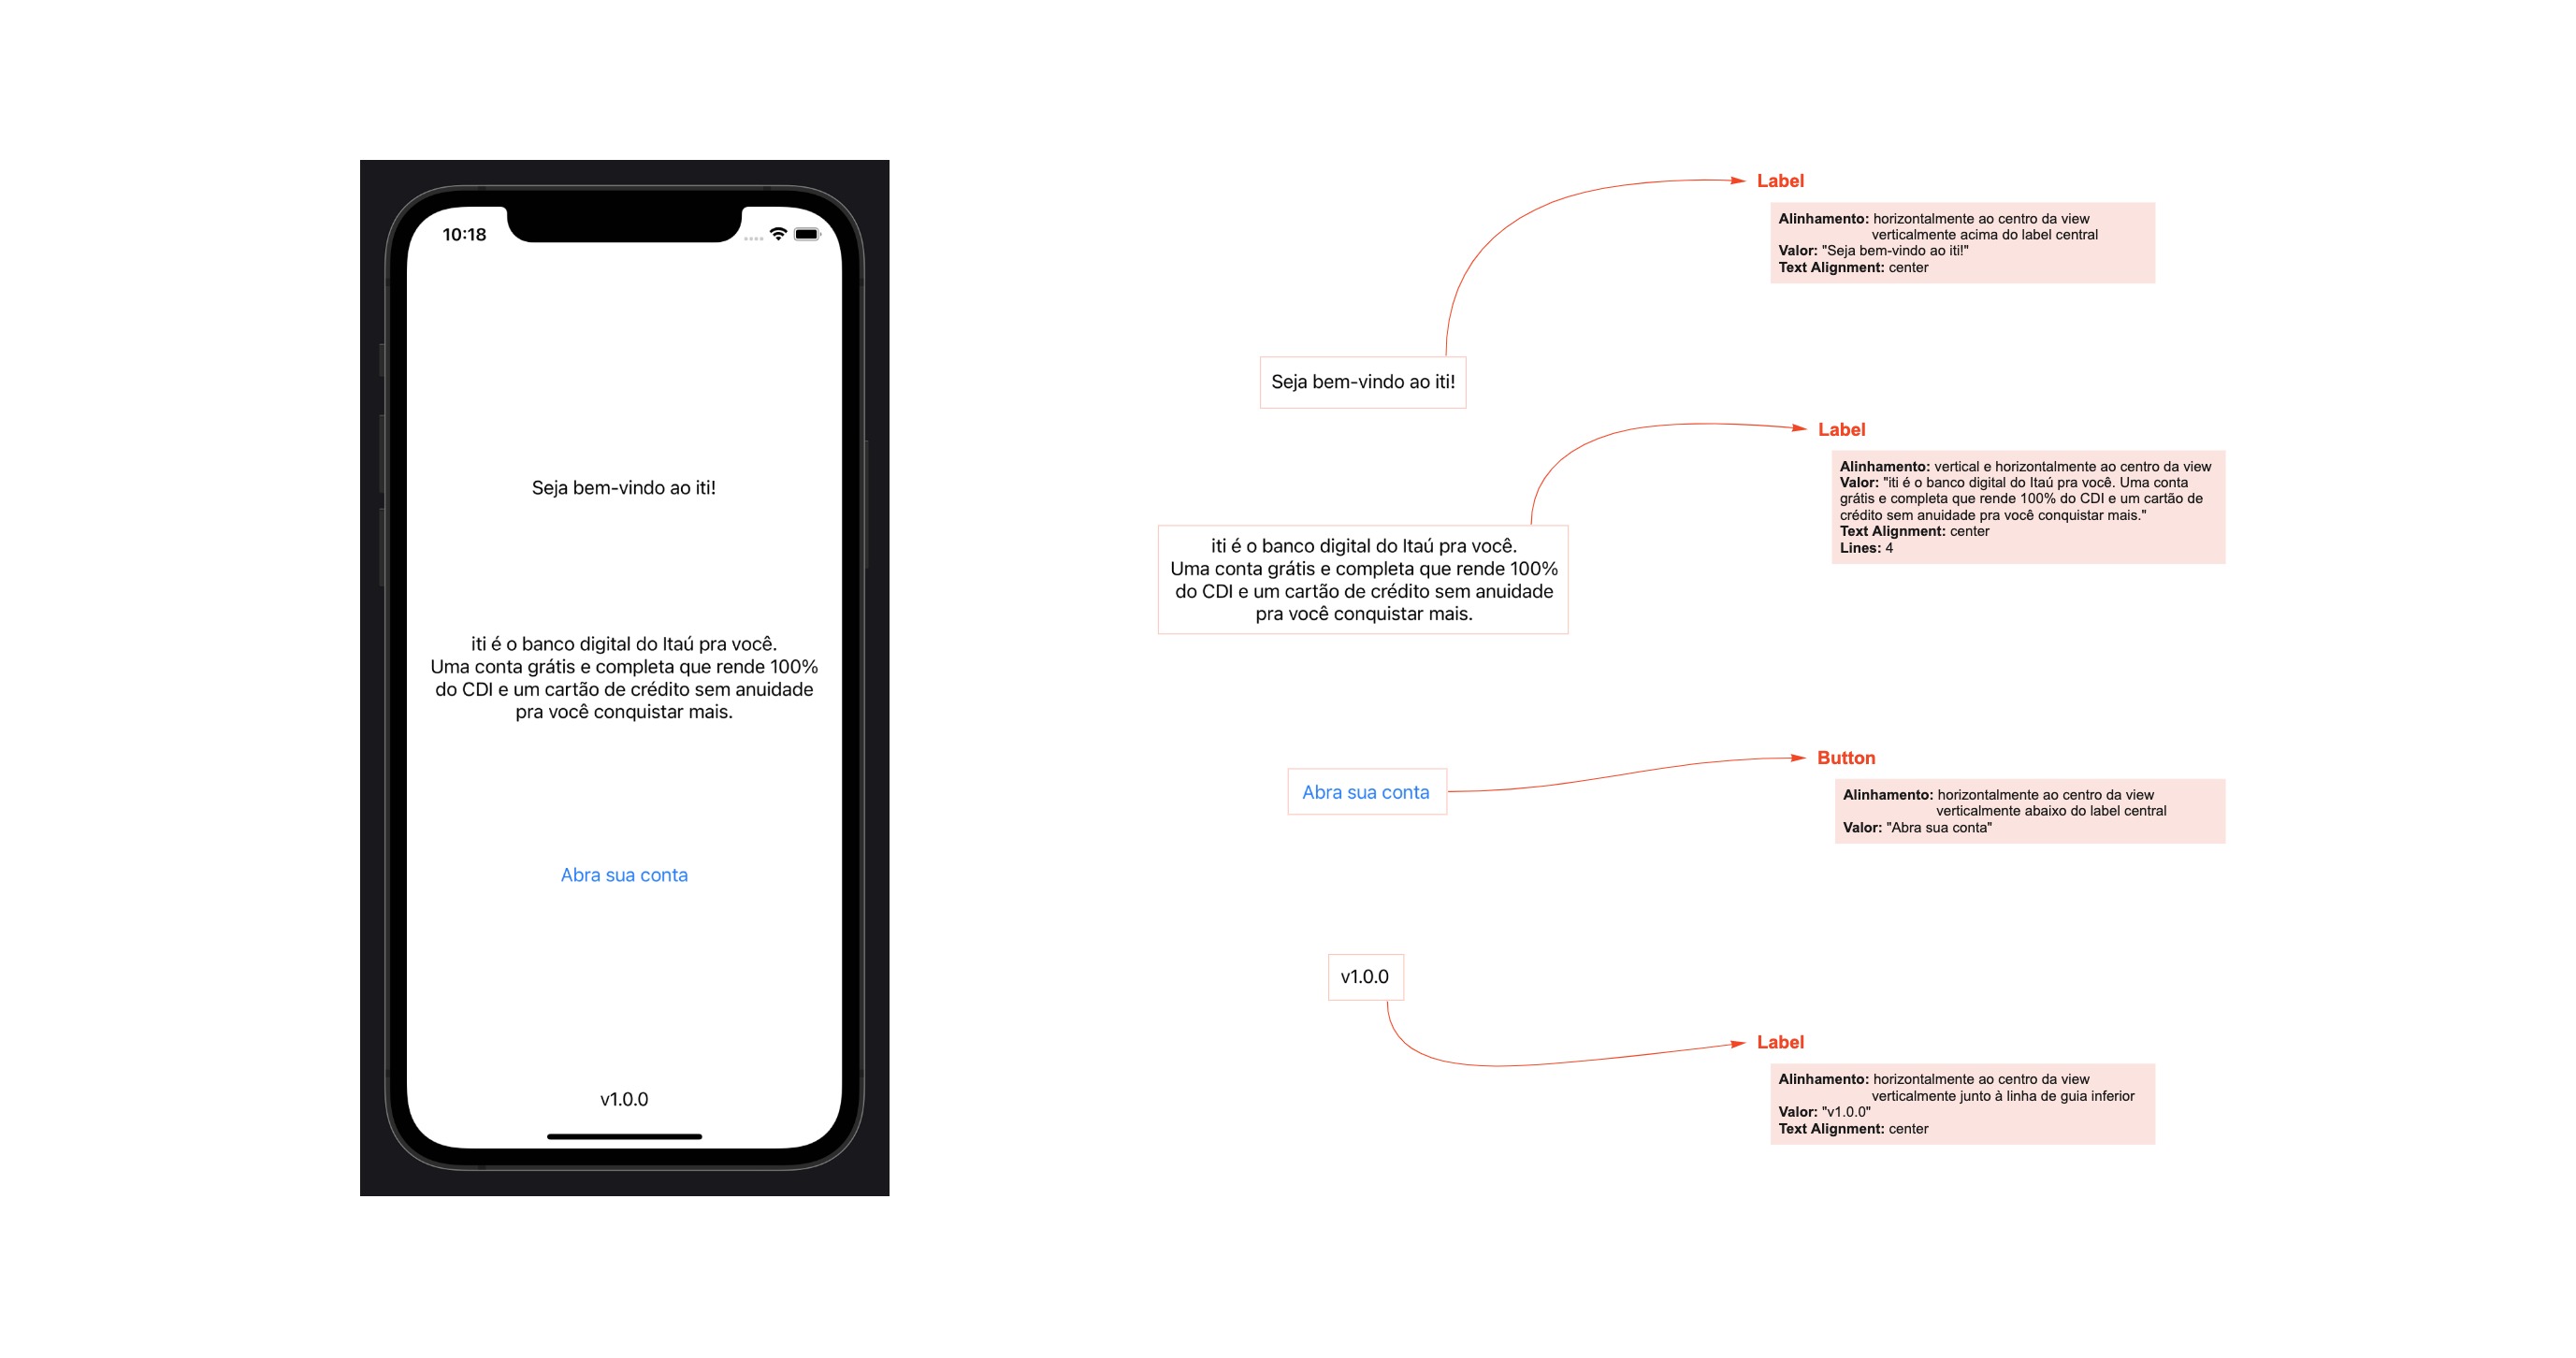 10:18
Seja bem-vindo ao iti!
iti é o banco digital do Itaú pra você.
Uma conta grátis e completa que rende 100%
do CDI e um cartão de crédito sem anuidade
pra você conquistar mais.
Abra sua conta
v1.0.0
Label
Alinhamento: horizontalmente ao centro da view
verticalmente acima do label central
Valor: "Seja bem-vindo ao iti!"
Text Alignment: center
Seja bem-vindo ao iti!
Label
Alinhamento: vertical e horizontalmente ao centro da view
Valor: "iti é o banco digital do Itaú pra você. Uma conta
grátis e completa que rende 100% do CDI e um cartão de
crédito sem anuidade pra você conquistar mais."
Text Alignment: center
Lines: 4
iti é o banco digital do Itaú pra você.
Uma conta grátis e completa que rende 100%
do CDI e um cartão de crédito sem anuidade
pra você conquistar mais.
Button
Alinhamento: horizontalmente ao centro da view
verticalmente abaixo do label central
Valor: "Abra sua conta"
Abra sua conta
v1.0.0
Label
Alinhamento: horizontalmente ao centro da view
verticalmente junto à linha de guia inferior
Valor: "v1.0.0"
Text Alignment: center